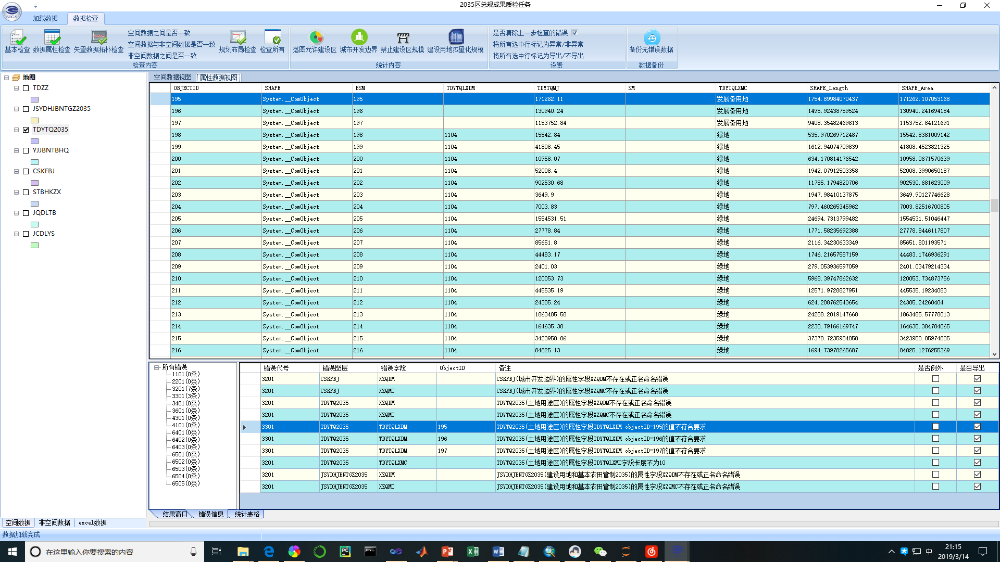 2035区总规成果质检任务
SIGS
加载数据 数据检查
基本检查 数据属性检查 矢量数据拓扑检查
空间数据之间是否一致
空间数据与非空间数据是否一致
非空间数据之间是否一致
规划布局检查 检查所有
检查内容
落图允许建设区 城市开发边界 禁止建设区规模 建设用地减量化规模
统计内容
是否清除上一步检查的错误
将所有选中行标记为异常/非异常
将所有选中行标记为导出/不导出
设置
备份无错误数据
数据备份
地图
TDZZ
JSYDHJBNTGZ2035
TDYTQ2035
YJJBNTBHQ
CSKFBJ
STBHKZX
JQDLTB
JCDLYS
空间数据视图 属性数据视图
OBJECTID SHAPE BSM TDYTQLXDM TDYTQMJ SM TDYTQLXMC SHAPE_Length SHAPE_Area
195 System.__ComObject 195 171262.11 发展备用地 1754.89984070437 171262.107053168
196 System.__ComObject 196 130940.24 发展备用地 1495.92438759524 130940.241694184
197 System.__ComObject 197 1153752.84 发展备用地 9408.35482469613 1153752.84121691
198 System.__ComObject 198 1104 15542.84 绿地 535.970269712487 15542.8381009142
199 System.__ComObject 199 1104 41808.45 绿地 1612.94074709839 41808.4523821325
200 System.__ComObject 200 1104 10958.07 绿地 634.170814176542 10958.0671570639
201 System.__ComObject 201 1104 52008.4 绿地 1942.07912503358 52008.3990650187
202 System.__ComObject 202 1104 902530.68 绿地 11785.1794820706 902530.681623009
203 System.__ComObject 203 1104 3649.9 绿地 1947.98410137875 3649.90127746628
204 System.__ComObject 204 1104 7003.83 绿地 797.460265345962 7003.82516700805
205 System.__ComObject 205 1104 1554531.51 绿地 24694.7313799482 1554531.51046447
206 System.__ComObject 206 1104 27778.84 绿地 1771.58235692388 27778.8446117807
207 System.__ComObject 207 1104 85651.8 绿地 2116.34230633349 85651.801193571
208 System.__ComObject 208 1104 44483.17 绿地 1746.21657587159 44483.1746936291
209 System.__ComObject 209 1104 2401.03 绿地 279.053936597059 2401.03479214334
210 System.__ComObject 210 1104 120053.73 绿地 5968.39747862632 120053.734873756
211 System.__ComObject 211 1104 445535.19 绿地 12571.9728827951 445535.19234083
212 System.__ComObject 212 1104 24305.24 绿地 624.208762543654 24305.24260404
213 System.__ComObject 213 1104 1863485.58 绿地 24288.2019147668 1863485.57778013
214 System.__ComObject 214 1104 164635.38 绿地 2230.79166169747 164635.384784065
215 System.__ComObject 215 1104 3423950.86 绿地 37378.7235984058 3423950.85974805
216 System.__ComObject 216 1104 84825.13 绿地 1694.73978265687 84825.1276255369
所有错误
1101(0条)
2201(0条)
3201(7条)
3301(3条)
3401(0条)
3601(0条)
4301(0条)
4101(0条)
6401(0条)
6402(0条)
6403(0条)
6501(0条)
6502(0条)
6503(0条)
6504(0条)
6505(0条)
错误代号 错误图层 错误字段 ObjectID 备注 是否例外 是否导出
3201 CSKFBJ XZQDM CSKFBJ(城市开发边界)的属性字段XZQDM不存在或正名命名错误
3201 CSKFBJ XZQMC CSKFBJ(城市开发边界)的属性字段XZQMC不存在或正名命名错误
3201 TDYTQ2035 XZQDM TDYTQ2035(土地用途区)的属性字段XZQDM不存在或正名命名错误
3201 TDYTQ2035 XZQMC TDYTQ2035(土地用途区)的属性字段XZQMC不存在或正名命名错误
3301 TDYTQ2035 TDYTQLXDM 195 TDYTQ2035(土地用途区)的属性字段TDYTQLXDM objectID=195的值不符合要求
3301 TDYTQ2035 TDYTQLXDM 196 TDYTQ2035(土地用途区)的属性字段TDYTQLXDM objectID=196的值不符合要求
3301 TDYTQ2035 TDYTQLXDM 197 TDYTQ2035(土地用途区)的属性字段TDYTQLXDM objectID=197的值不符合要求
3201 TDYTQ2035 TDYTQLXMC TDYTQ2035(土地用途区)的属性字段TDYTQLXMC字段长度不为10
3201 JSYDHJBNTGZ2035 XZQDM JSYDHJBNTGZ2035(建设用地和基本农田管制2035)的属性字段XZQDM不存在或正名命名错误
3201 JSYDHJBNTGZ2035 XZQMC JSYDHJBNTGZ2035(建设用地和基本农田管制2035)的属性字段XZQMC不存在或正名命名错误
结果窗口 错误信息 统计表格
空间数据 非空间数据 excel数据
数据加载完成
在这里输入你要搜索的内容
中
21:15
2019/3/14